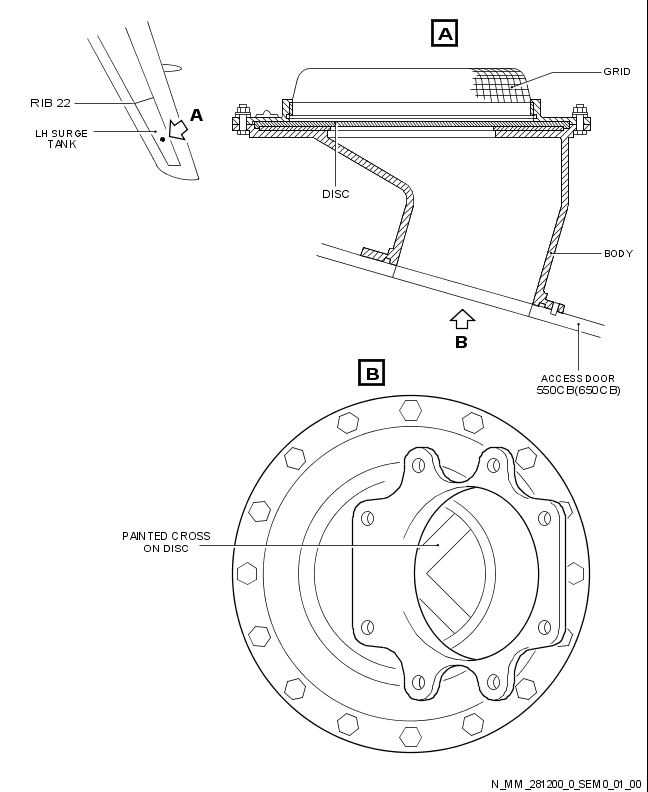 A
GRID
RIB 22
A
LH SURGE
TANK
DISC
BODY
B
ACCESS DOOR
550CB(650CB)
B
PAINTED CROSS
ON DISC
N_MM_281200_0_SEM0_01_00